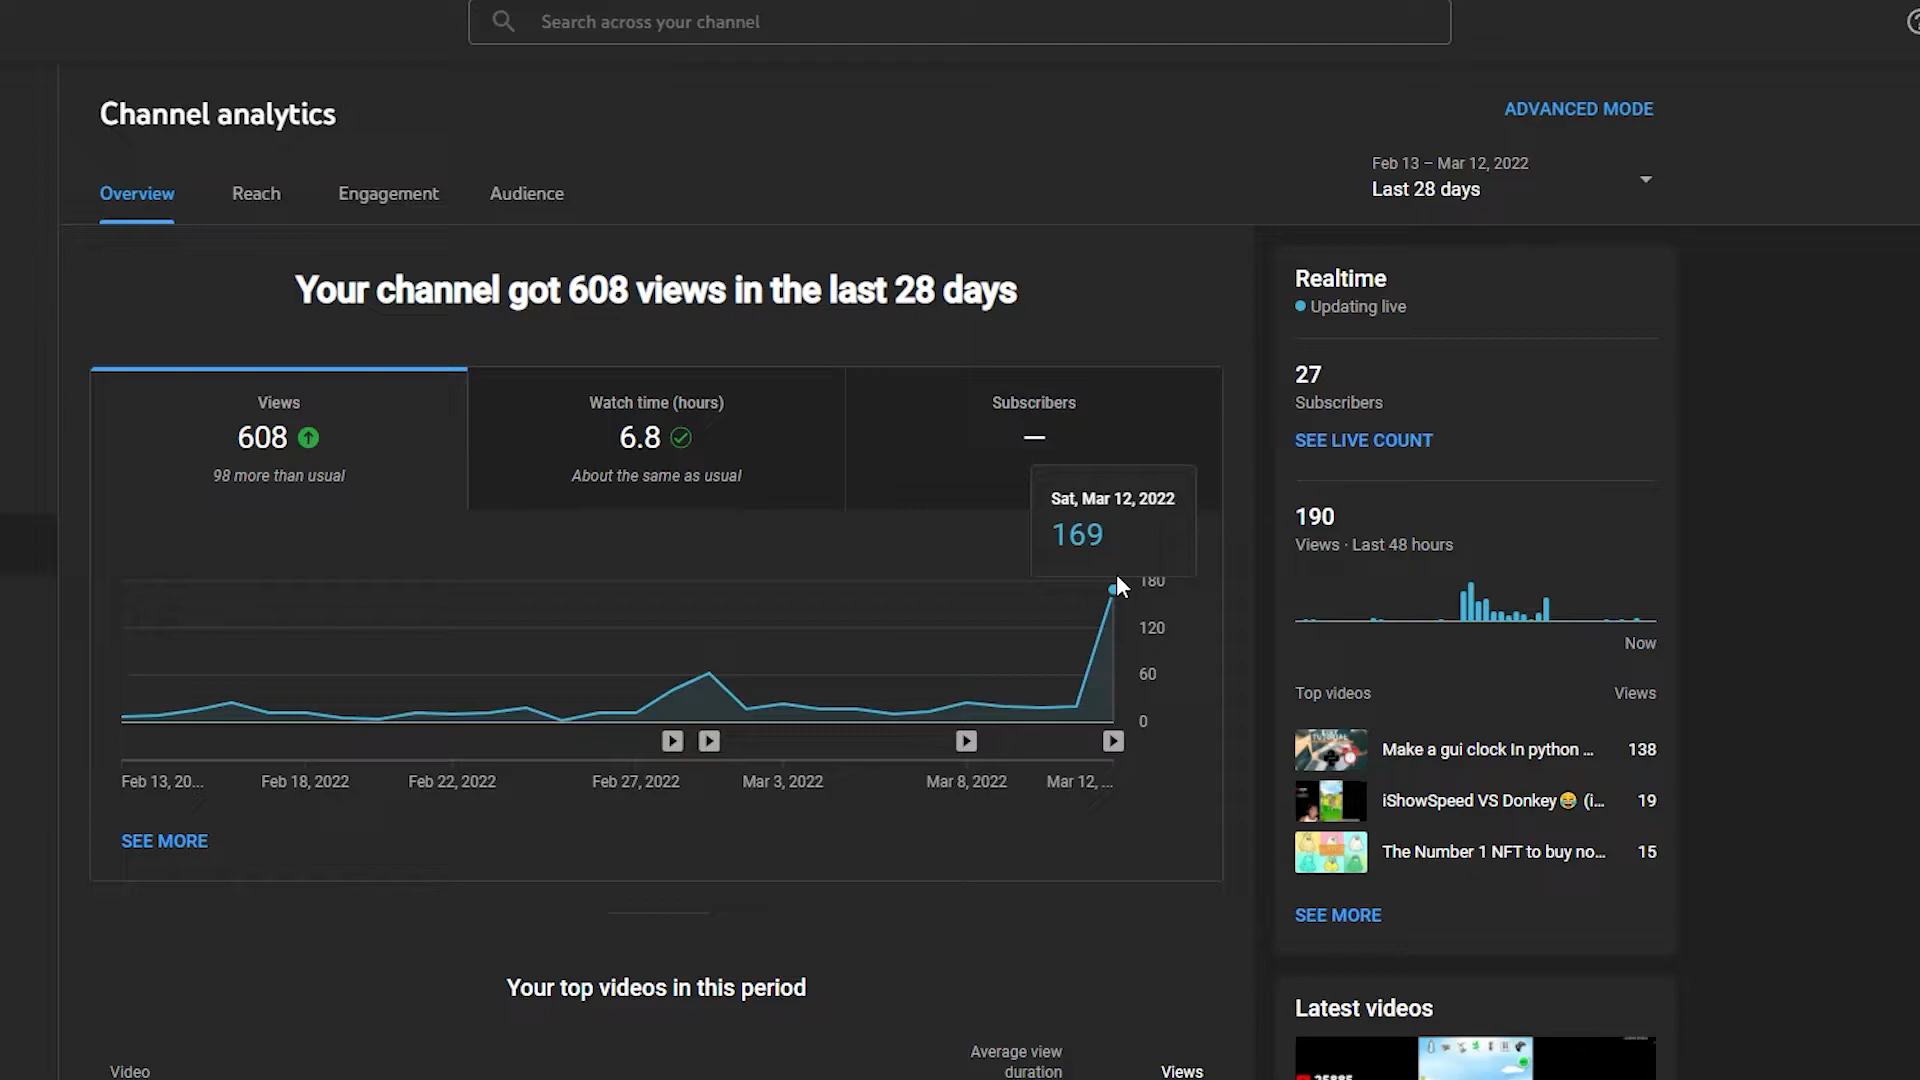 Search across your channel
Channel analytics
ADVANCED MODE
Feb 13 – Mar 12, 2022
Last 28 days
Overview
Reach
Engagement
Audience
Your channel got 608 views in the last 28 days
Views
608
98 more than usual
Watch time (hours)
6.8
About the same as usual
Subscribers
—
Sat, Mar 12, 2022
169
180
120
60
0
Feb 13, 20...
Feb 18, 2022
Feb 22, 2022
Feb 27, 2022
Mar 3, 2022
Mar 8, 2022
Mar 12, ...
SEE MORE
Your top videos in this period
Video
Average view
duration
Views
Realtime
Updating live
27
Subscribers
SEE LIVE COUNT
190
Views · Last 48 hours
Now
Top videos
Views
Make a gui clock In python ...
138
iShowSpeed VS Donkey😂 (i...
19
The Number 1 NFT to buy no...
15
SEE MORE
Latest videos